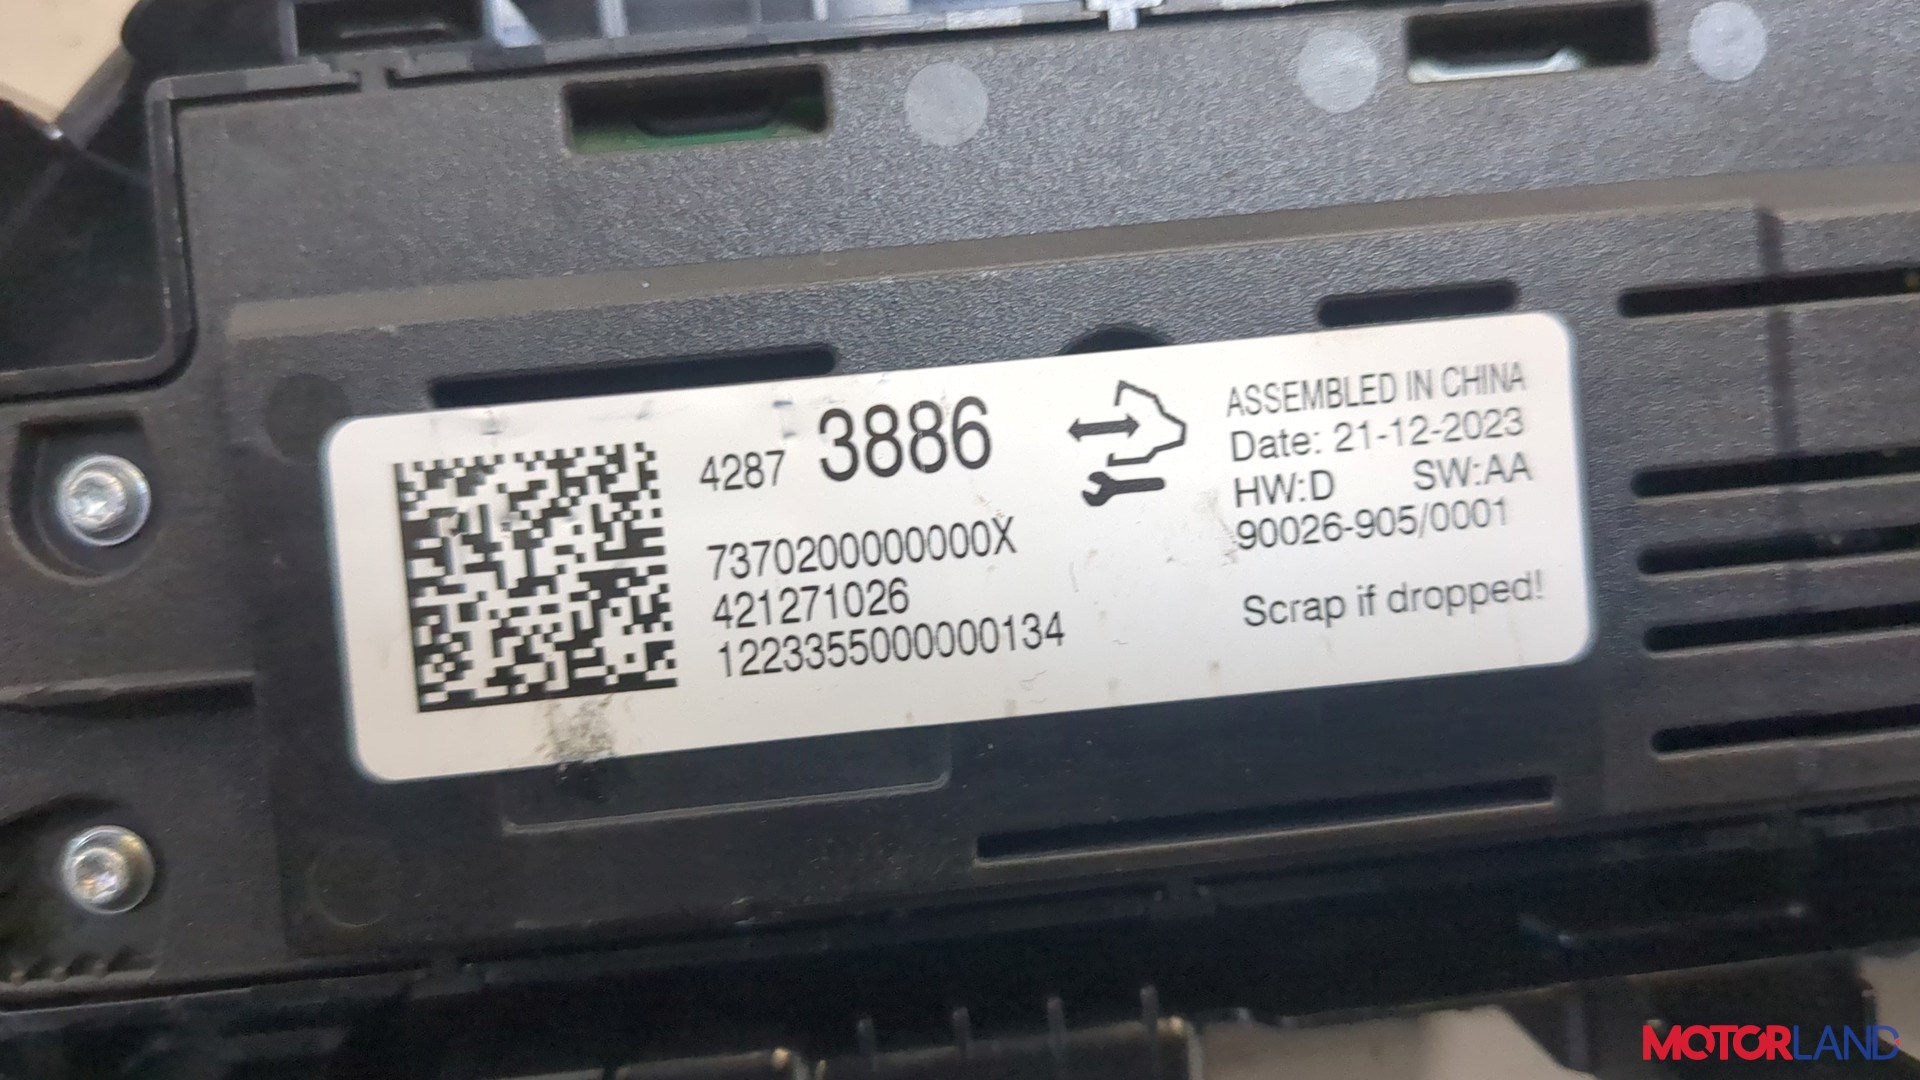 4287 3886
7370200000000X
421271026
1223355000000134
ASSEMBLED IN CHINA
Date: 21-12-2023
HW:D SW:AA
90026-905/0001
Scrap if dropped!
MOTORLAND